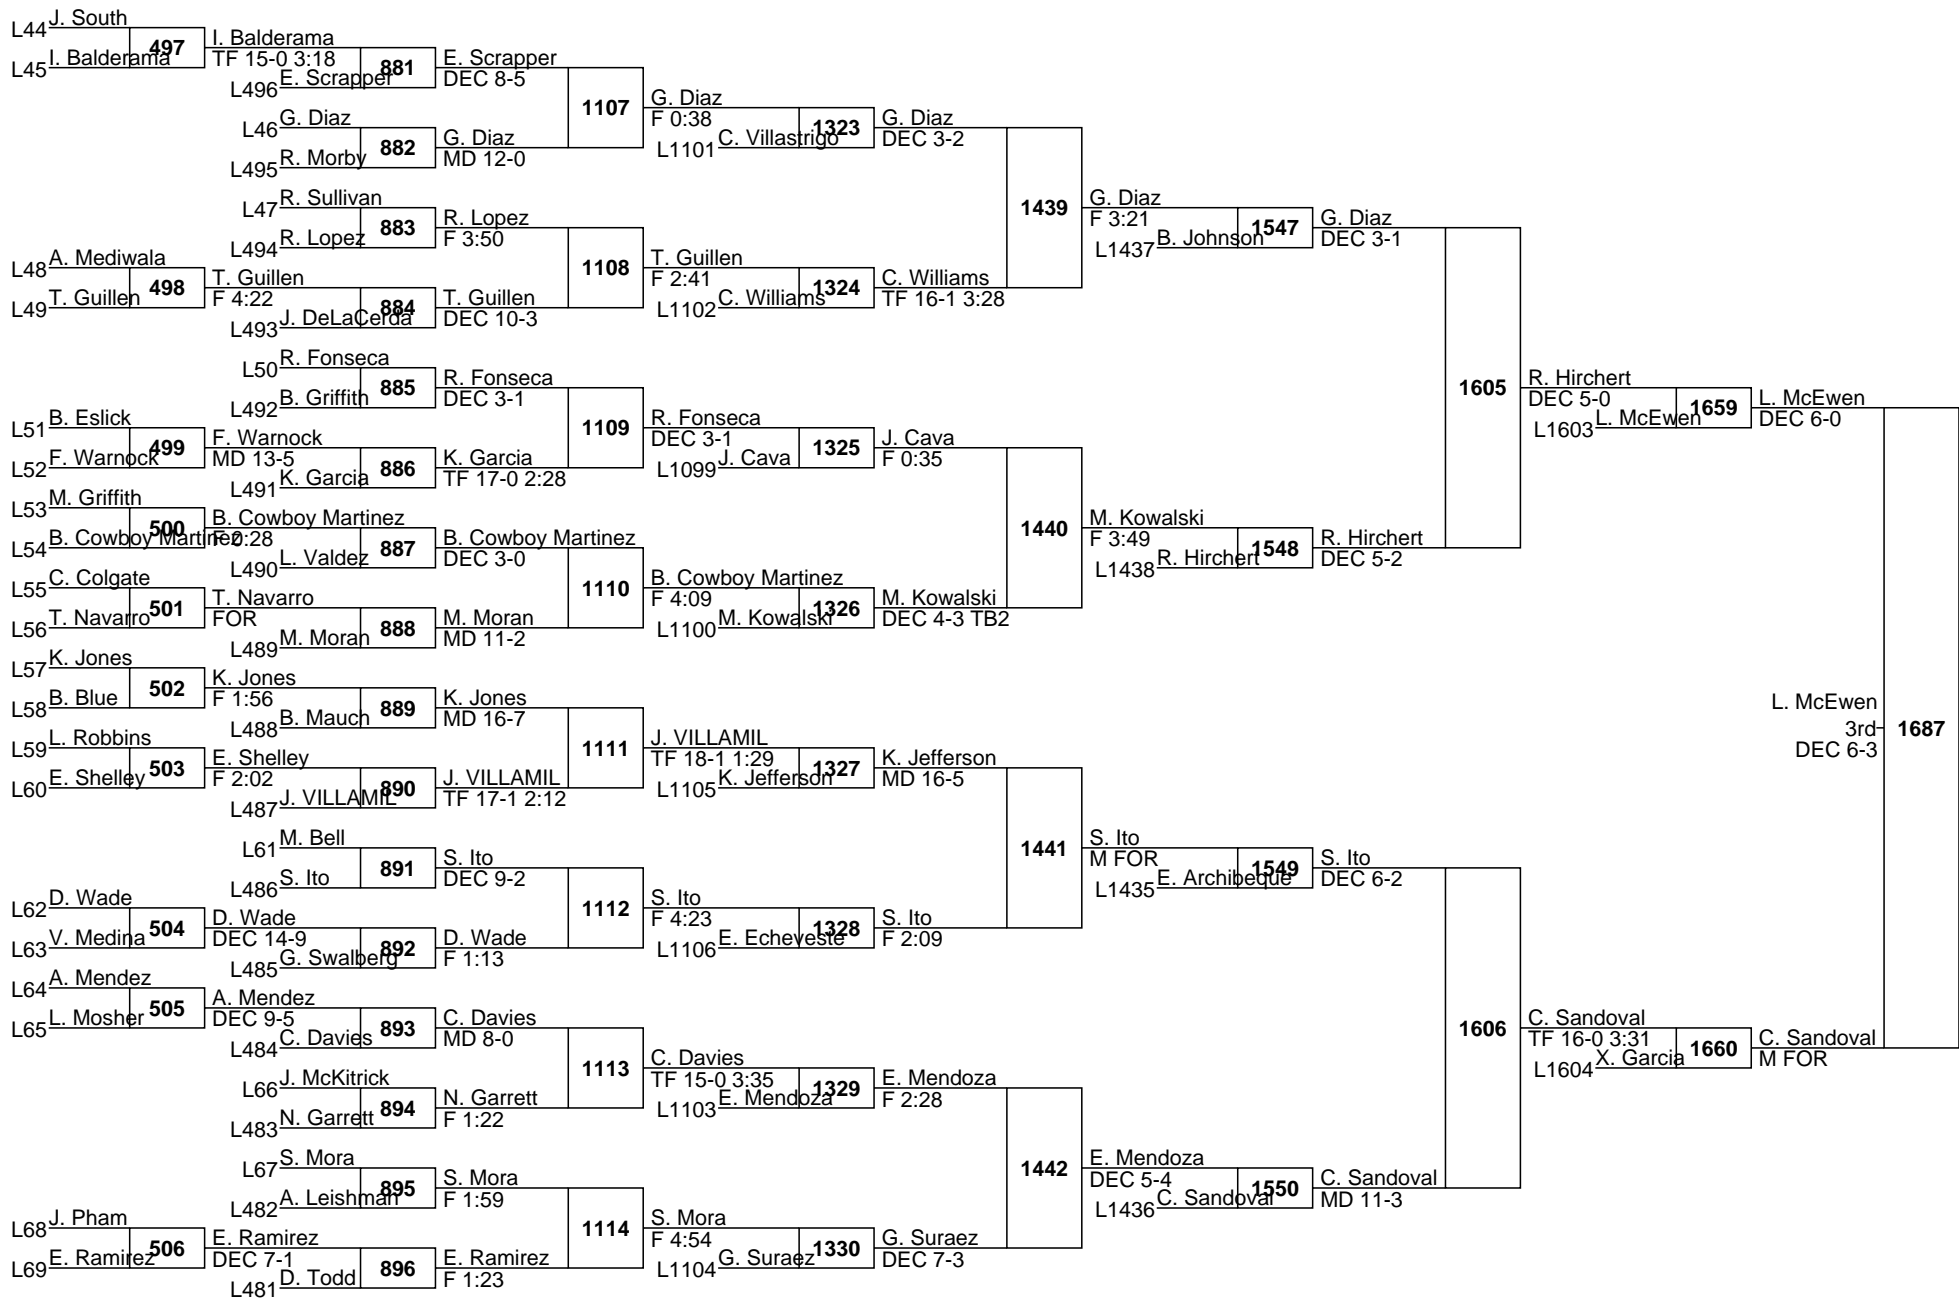 L44 J. South
L45 I. Balderama
497
I. Balderama
TF 15-0 3:18
L496 E. Scrapper
881
E. Scrapper
DEC 8-5
L46 G. Diaz
L495 R. Morby
882
G. Diaz
MD 12-0
1107
G. Diaz
F 0:38
L1101 C. Villastrigo
1323
G. Diaz
DEC 3-2
L47 R. Sullivan
L494 R. Lopez
883
R. Lopez
F 3:50
L48 A. Mediwala
L49 T. Guillen
498
T. Guillen
F 4:22
L493 J. DeLaCerda
884
T. Guillen
DEC 10-3
1108
T. Guillen
F 2:41
L1102 C. Williams
1324
C. Williams
TF 16-1 3:28
1439
G. Diaz
F 3:21
L1437 B. Johnson
1547
G. Diaz
DEC 3-1
L50 R. Fonseca
L492 B. Griffith
885
R. Fonseca
DEC 3-1
L51 B. Eslick
L52 F. Warnock
499
F. Warnock
MD 13-5
L491 K. Garcia
886
K. Garcia
TF 17-0 2:28
1109
R. Fonseca
DEC 3-1
L1099 J. Cava
1325
J. Cava
F 0:35
L53 M. Griffith
L54 B. Cowboy Martinez
500
B. Cowboy Martinez
F 0:28
L490 L. Valdez
887
B. Cowboy Martinez
DEC 3-0
L55 C. Colgate
L56 T. Navarro
501
T. Navarro
FOR
L489 M. Moran
888
M. Moran
MD 11-2
1110
B. Cowboy Martinez
F 4:09
L1100 M. Kowalski
1326
M. Kowalski
DEC 4-3 TB2
1440
M. Kowalski
F 3:49
L1438 R. Hirchert
1548
R. Hirchert
DEC 5-2
1605
R. Hirchert
DEC 5-0
L1603 L. McEwen
1659
L. McEwen
DEC 6-0
L57 K. Jones
L58 B. Blue
502
K. Jones
F 1:56
L488 B. Mauch
889
K. Jones
MD 16-7
L59 L. Robbins
L60 E. Shelley
503
E. Shelley
F 2:02
L487 J. VILLAMIL
890
J. VILLAMIL
TF 17-1 2:12
1111
J. VILLAMIL
TF 18-1 1:29
L1105 K. Jefferson
1327
K. Jefferson
MD 16-5
L61 M. Bell
L486 S. Ito
891
S. Ito
DEC 9-2
L62 D. Wade
L63 V. Medina
504
D. Wade
DEC 14-9
L485 G. Swalberg
892
D. Wade
F 1:13
1112
S. Ito
F 4:23
L1106 E. Echeveste
1328
S. Ito
F 2:09
1441
S. Ito
M FOR
L1435 E. Archibeque
1549
S. Ito
DEC 6-2
L64 A. Mendez
L65 L. Mosher
505
A. Mendez
DEC 9-5
L484 C. Davies
893
C. Davies
MD 8-0
L66 J. McKitrick
L483 N. Garrett
894
N. Garrett
F 1:22
1113
C. Davies
TF 15-0 3:35
L1103 E. Mendoza
1329
E. Mendoza
F 2:28
L67 S. Mora
L482 A. Leishman
895
S. Mora
F 1:59
L68 J. Pham
L69 E. Ramirez
506
E. Ramirez
DEC 7-1
L481 D. Todd
896
E. Ramirez
F 1:23
1114
S. Mora
F 4:54
L1104 G. Suraez
1330
G. Suraez
DEC 7-3
1442
E. Mendoza
DEC 5-4
L1436 C. Sandoval
1550
C. Sandoval
MD 11-3
1606
C. Sandoval
TF 16-0 3:31
L1604 X. Garcia
1660
C. Sandoval
M FOR
L. McEwen
3rd
DEC 6-3
1687